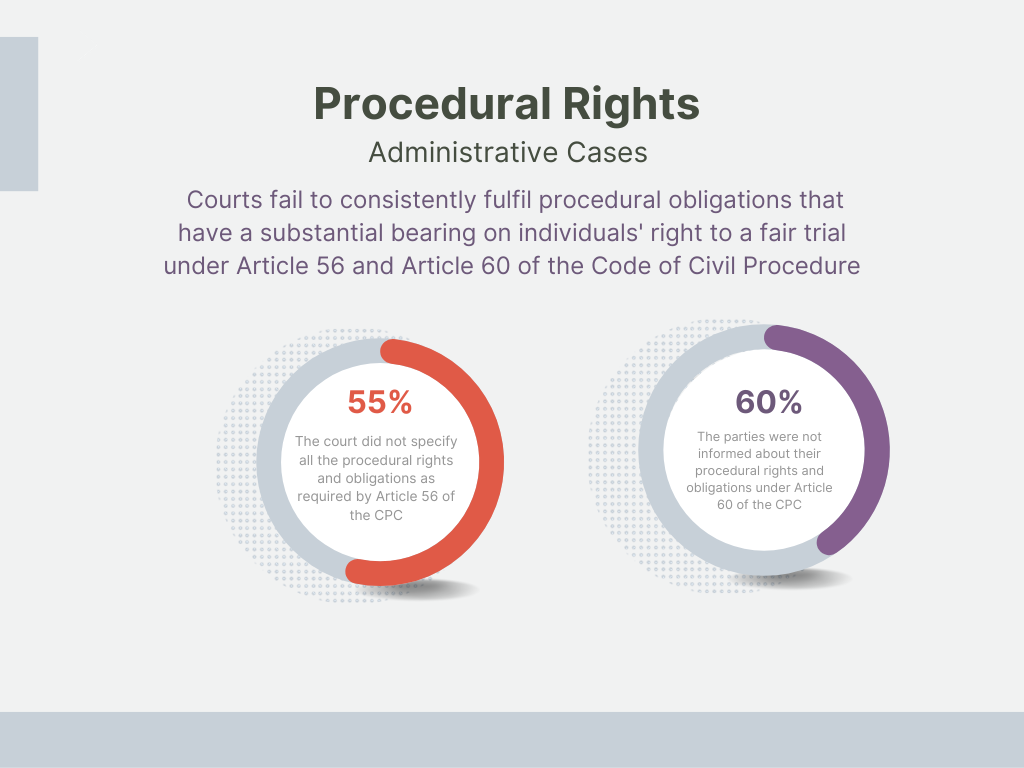 Procedural Rights
Administrative Cases
Courts fail to consistently fulfil procedural obligations that
have a substantial bearing on individuals' right to a fair trial
under Article 56 and Article 60 of the Code of Civil Procedure
55%
The court did not specify
all the procedural rights
and obligations as
required by Article 56 of
the CPC
60%
The parties were not
informed about their
procedural rights and
obligations under Article
60 of the CPC